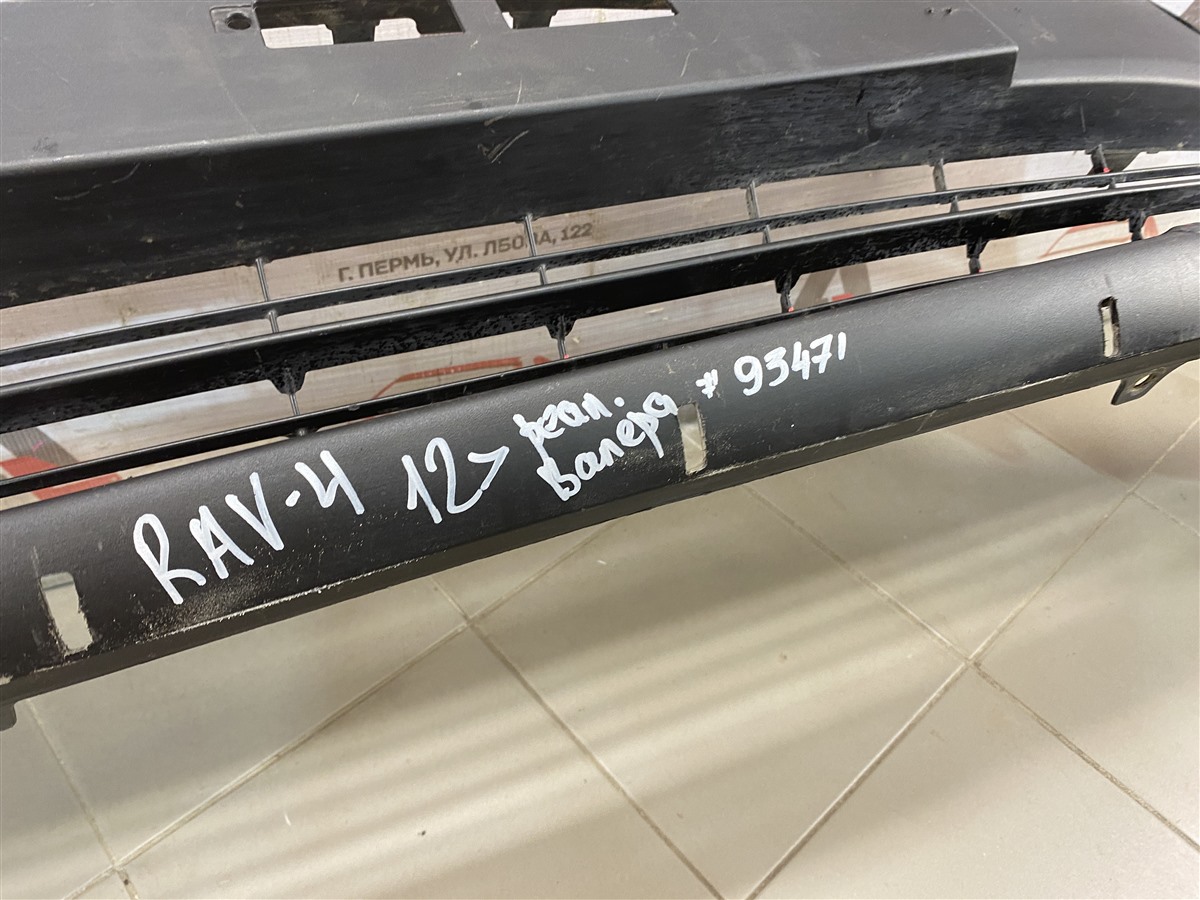 Г. ПЕРМЬ, УЛ. ЛБОВА, 122
RAV-4 12>
реал.
Валера # 93471